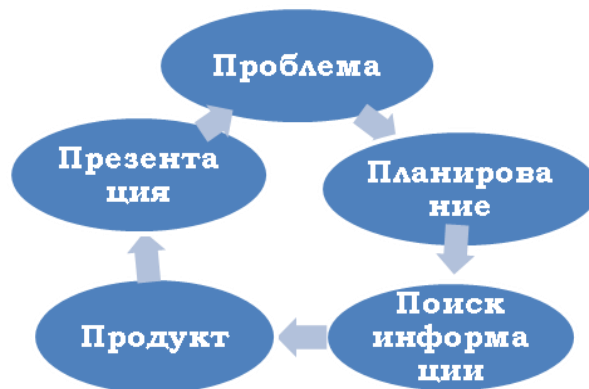 Проблема
Планирова
ние
Поиск
информа
ции
Продукт
Презента
ция